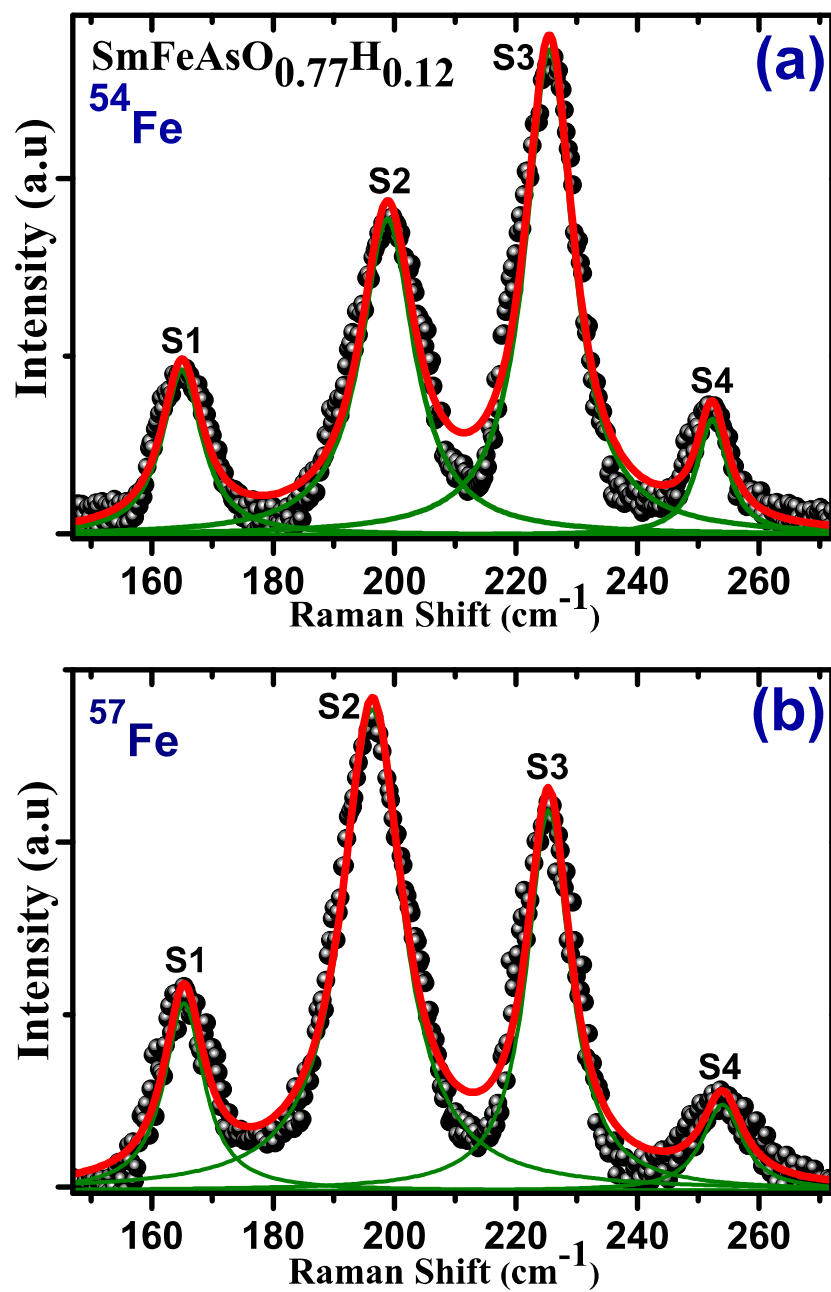 SmFeAsO0.77H0.12
54Fe
(a)
S1
S2
S3
S4
Intensity (a.u)
160 180 200 220 240 260
Raman Shift (cm-1)
57Fe
(b)
S1
S2
S3
S4
Intensity (a.u)
160 180 200 220 240 260
Raman Shift (cm-1)